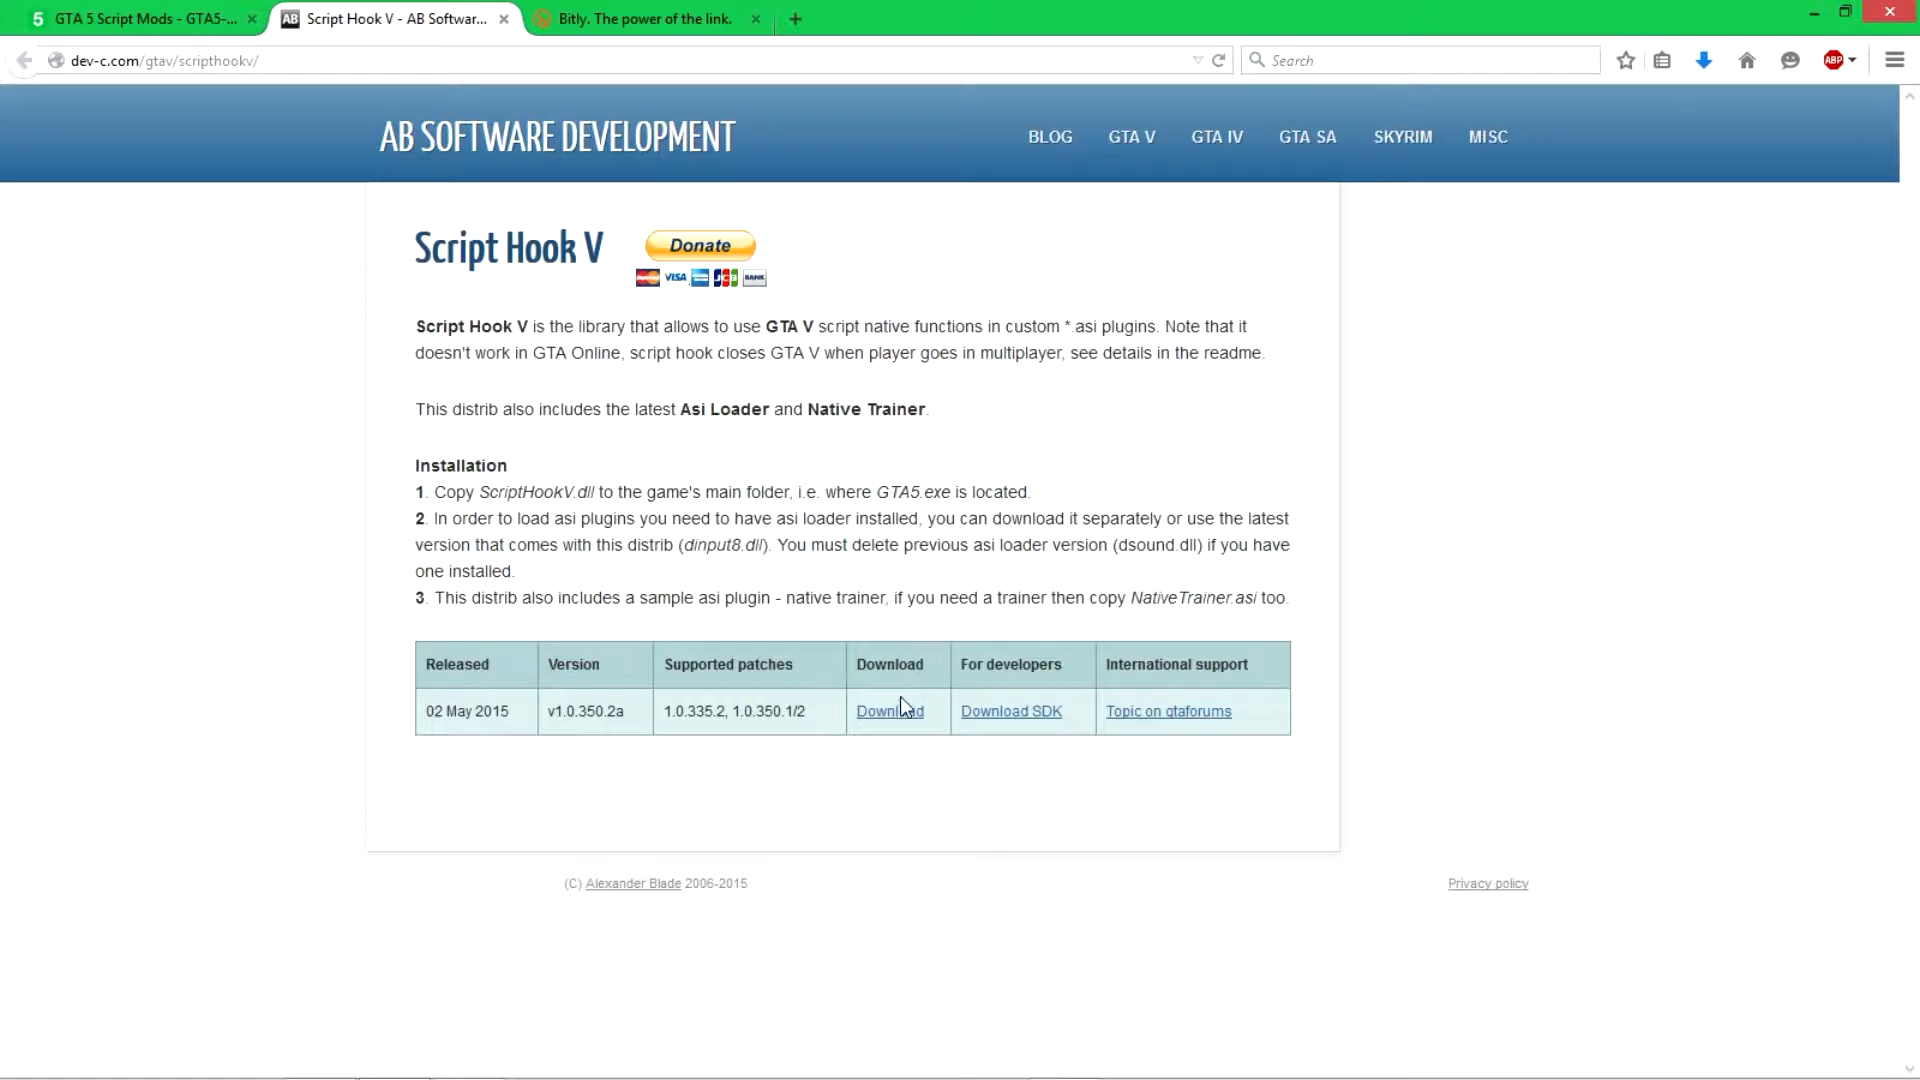 5 GTA 5 Script Mods - GTA5-...
AB Script Hook V - AB Softwar...
Bitly. The power of the link.
dev-c.com/gtav/scripthookv/
Search
ABP
AB SOFTWARE DEVELOPMENT
BLOG GTA V GTA IV GTA SA SKYRIM MISC
Script Hook V
Donate
VISA JCB BANK
Script Hook V is the library that allows to use GTA V script native functions in custom *.asi plugins. Note that it
doesn't work in GTA Online, script hook closes GTA V when player goes in multiplayer, see details in the readme.
This distrib also includes the latest Asi Loader and Native Trainer.
Installation
1. Copy ScriptHookV.dll to the game's main folder, i.e. where GTA5.exe is located.
2. In order to load asi plugins you need to have asi loader installed, you can download it separately or use the latest
version that comes with this distrib (dinput8.dll). You must delete previous asi loader version (dsound.dll) if you have
one installed.
3. This distrib also includes a sample asi plugin - native trainer, if you need a trainer then copy NativeTrainer.asi too.
Released Version Supported patches Download For developers International support
02 May 2015 v1.0.350.2a 1.0.335.2, 1.0.350.1/2 Download Download SDK Topic on gtaforums
(C) Alexander Blade 2006-2015
Privacy policy